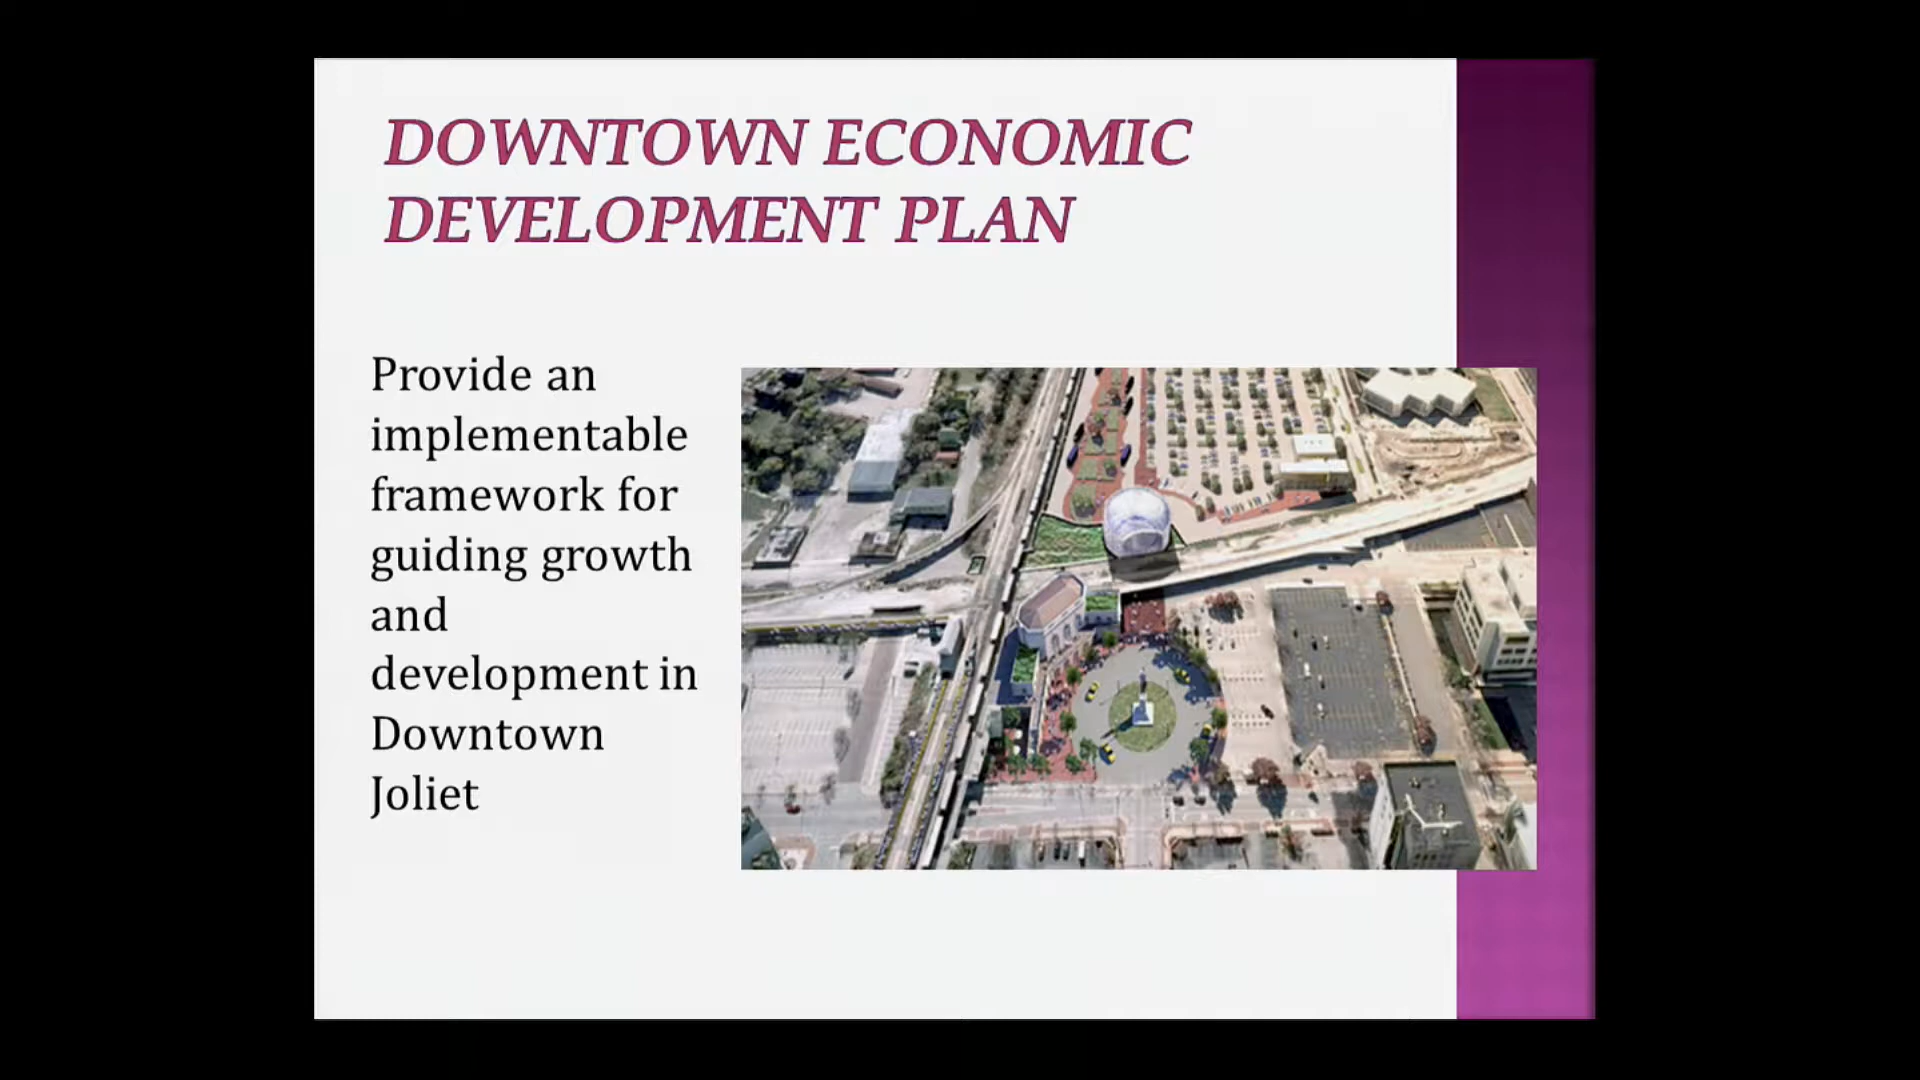 DOWNTOWN ECONOMIC
DEVELOPMENT PLAN
Provide an
implementable
framework for
guiding growth
and
development in
Downtown
Joliet